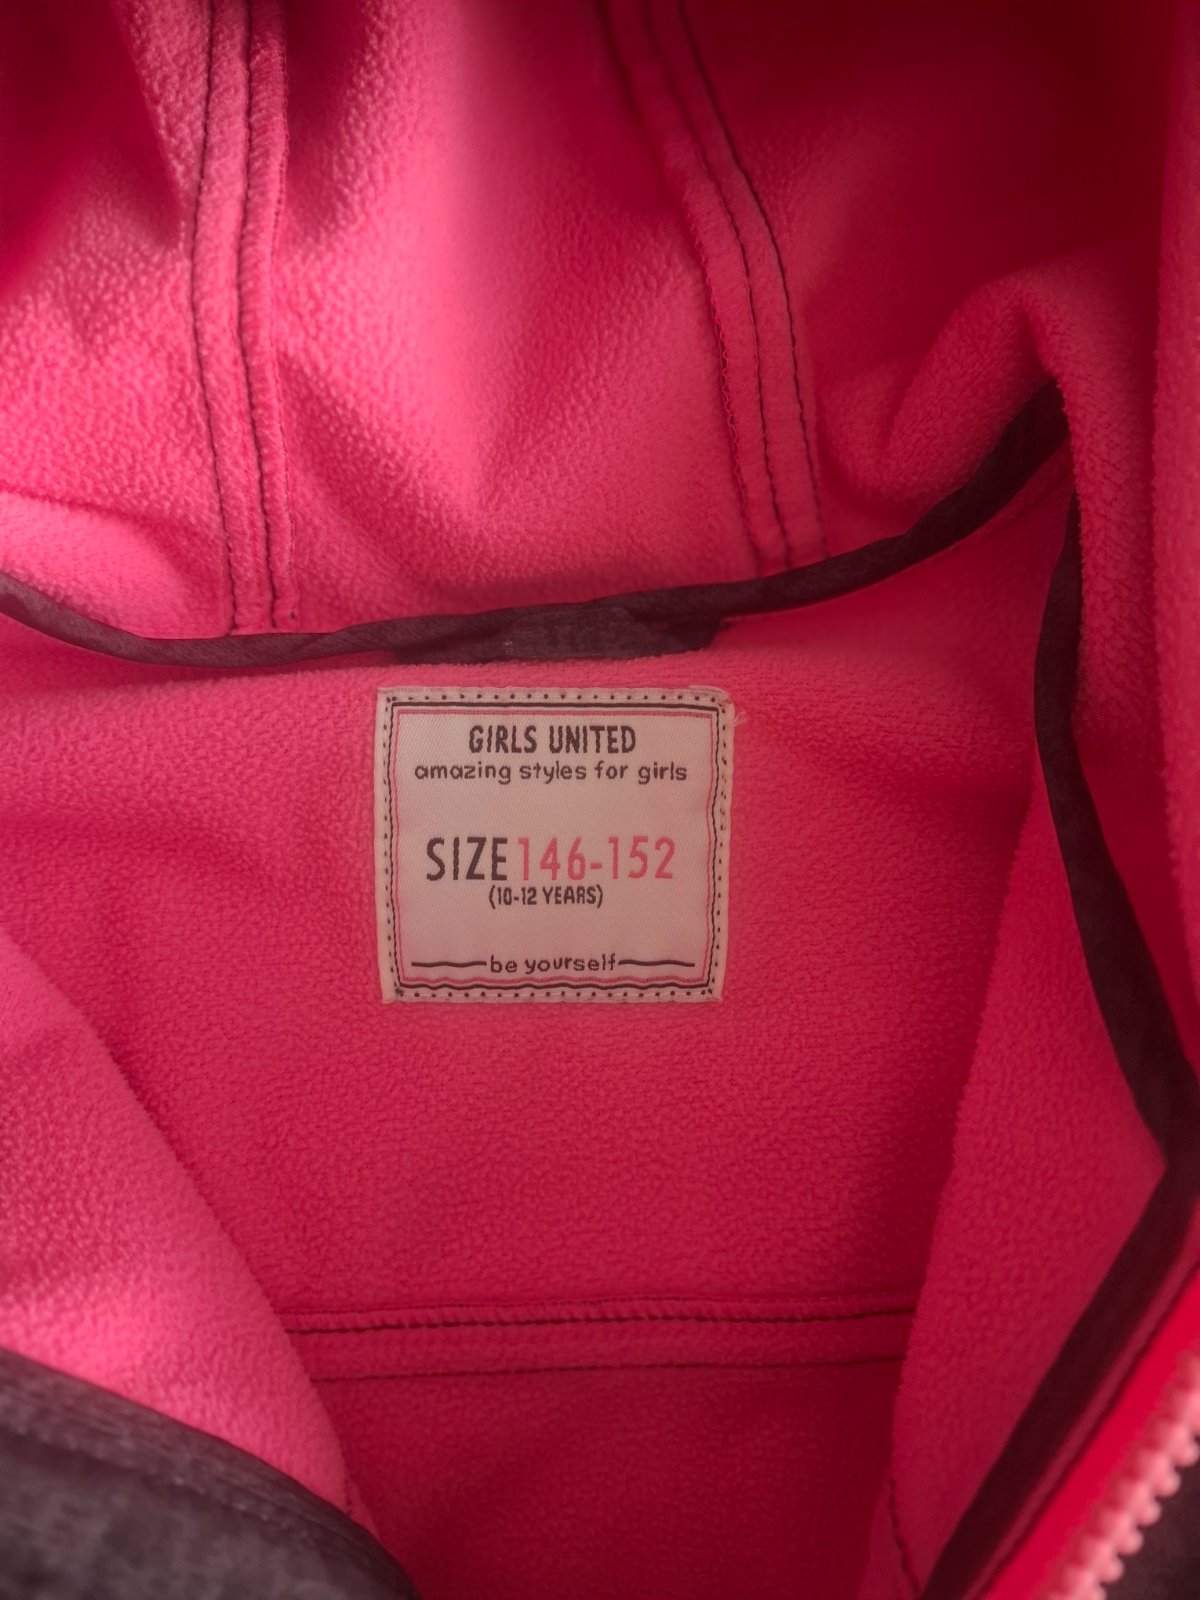 GIRLS UNITED
amazing styles for girls
SIZE 146-152
(10-12 YEARS)
be yourself